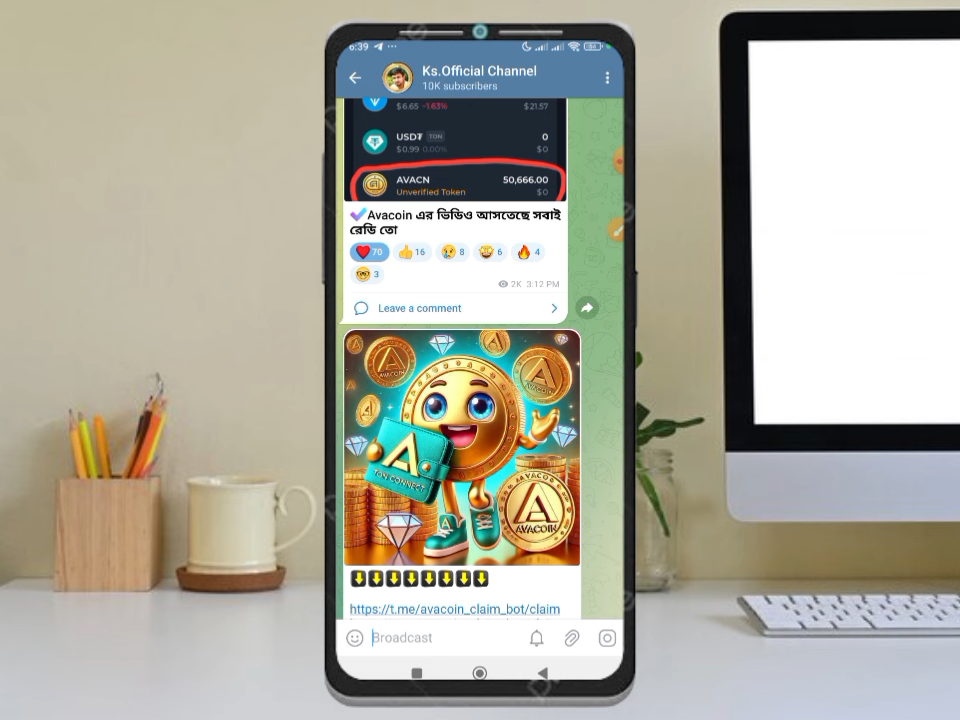 6:39
Ks.Official Channel
10K subscribers
$6.65 -1.63%
$21.57
USD₮ TON
0
$0.99 0.00%
$0
AVACN
50,666.00
Unverified Token
$0
✔Avacoin এর ভিডিও আসতেছে সবাই
রেডি তো
❤️70 👍16 😢8 🤩6 🔥4
🤓3
2K 3:12 PM
Leave a comment
AVACOIN
A
TON CONNECT
A
AVACOIN
https://t.me/avacoin_claim_bot/claim
Broadcast